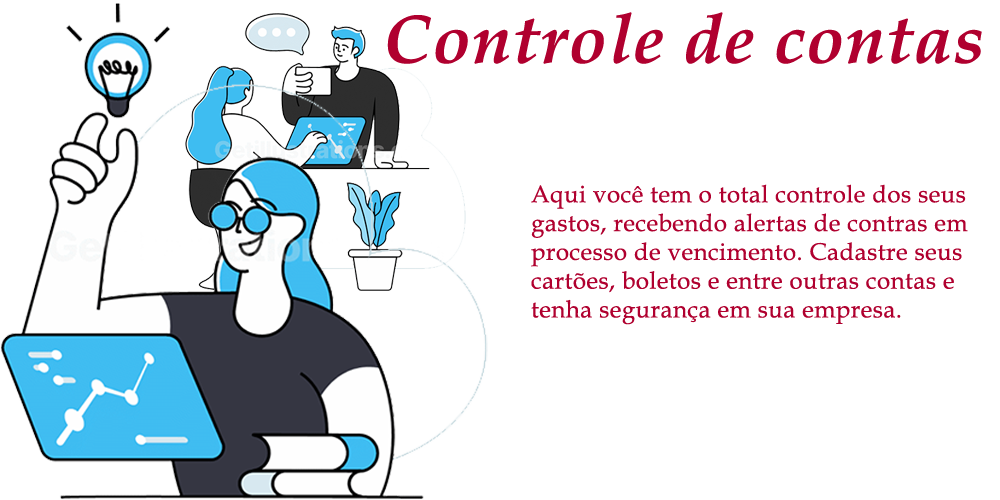 Controle de contas
Aqui você tem o total controle dos seus
gastos, recebendo alertas de contras em
processo de vencimento. Cadastre seus
cartões, boletos e entre outras contas e
tenha segurança em sua empresa.